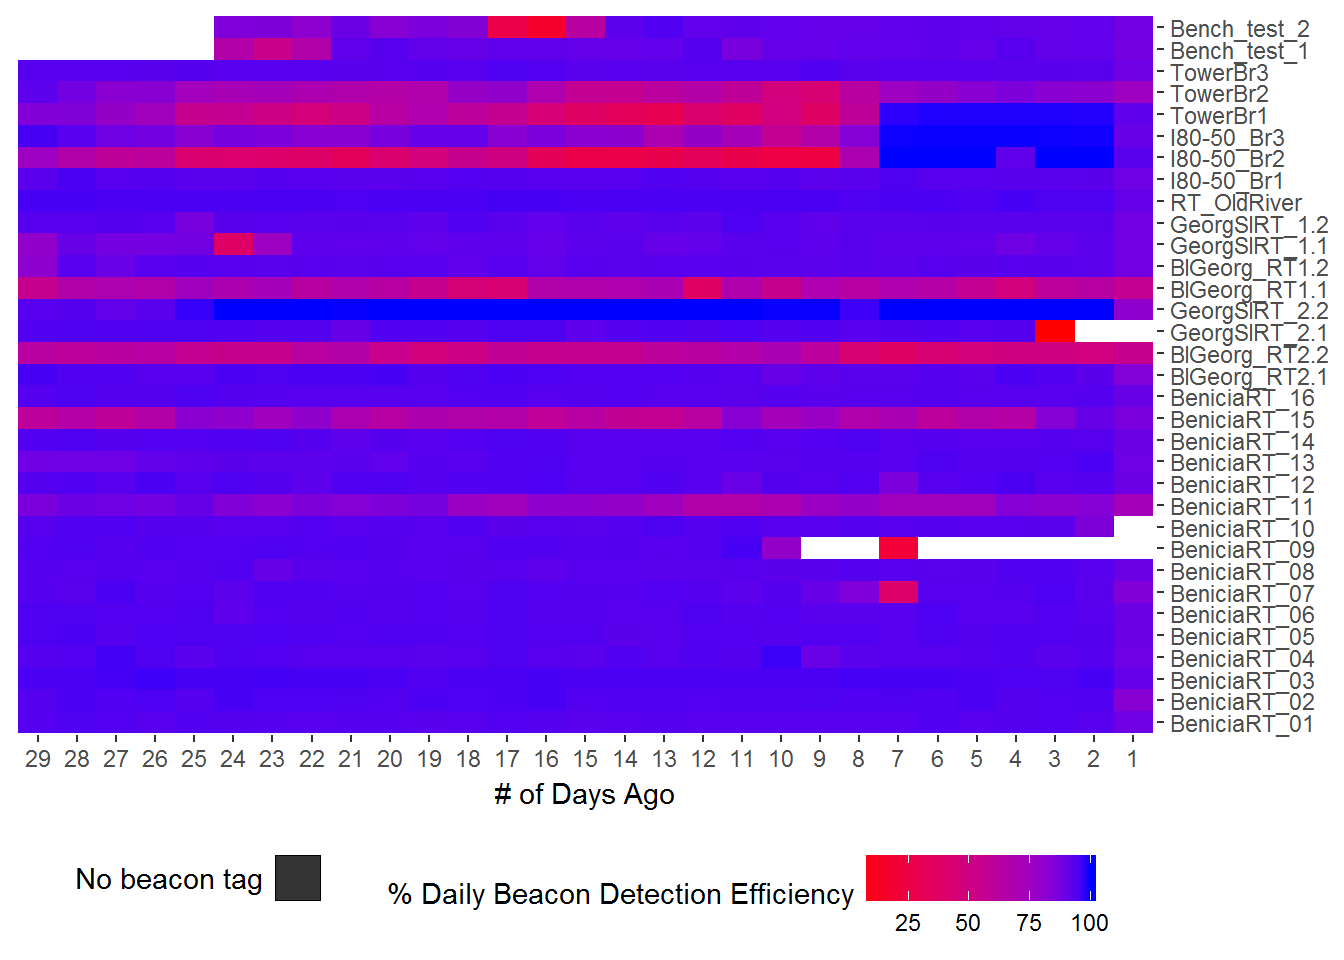 Bench_test_2
Bench_test_1
TowerBr3
TowerBr2
TowerBr1
I80-50_Br3
I80-50_Br2
I80-50_Br1
RT_OldRiver
GeorgSlRT_1.2
GeorgSlRT_1.1
BlGeorg_RT1.2
BlGeorg_RT1.1
GeorgSlRT_2.2
GeorgSlRT_2.1
BlGeorg_RT2.2
BlGeorg_RT2.1
BeniciaRT_16
BeniciaRT_15
BeniciaRT_14
BeniciaRT_13
BeniciaRT_12
BeniciaRT_11
BeniciaRT_10
BeniciaRT_09
BeniciaRT_08
BeniciaRT_07
BeniciaRT_06
BeniciaRT_05
BeniciaRT_04
BeniciaRT_03
BeniciaRT_02
BeniciaRT_01
29 28 27 26 25 24 23 22 21 20 19 18 17 16 15 14 13 12 11 10 9 8 7 6 5 4 3 2 1
# of Days Ago
No beacon tag
% Daily Beacon Detection Efficiency
25 50 75 100